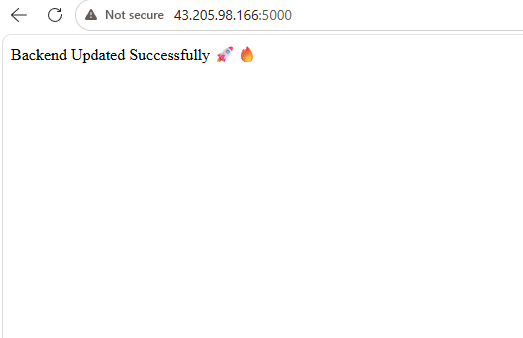 Not secure 43.205.98.166:5000
Backend Updated Successfully 🚀 🔥